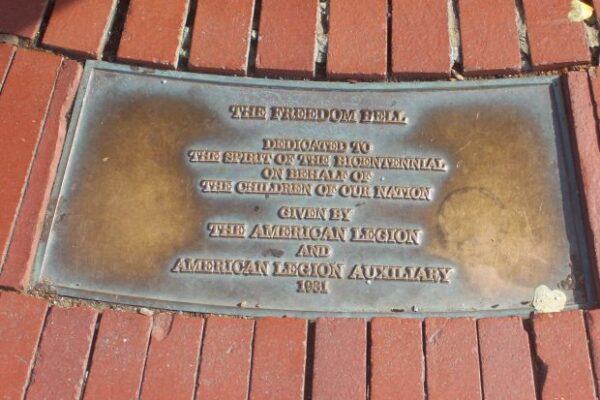 THE FREEDOM BELL
DEDICATED TO
THE SPIRIT OF THE BICENTENNIAL
ON BEHALF OF
THE CHILDREN OF OUR NATION
GIVEN BY
THE AMERICAN LEGION
AND
AMERICAN LEGION AUXILIARY
1981